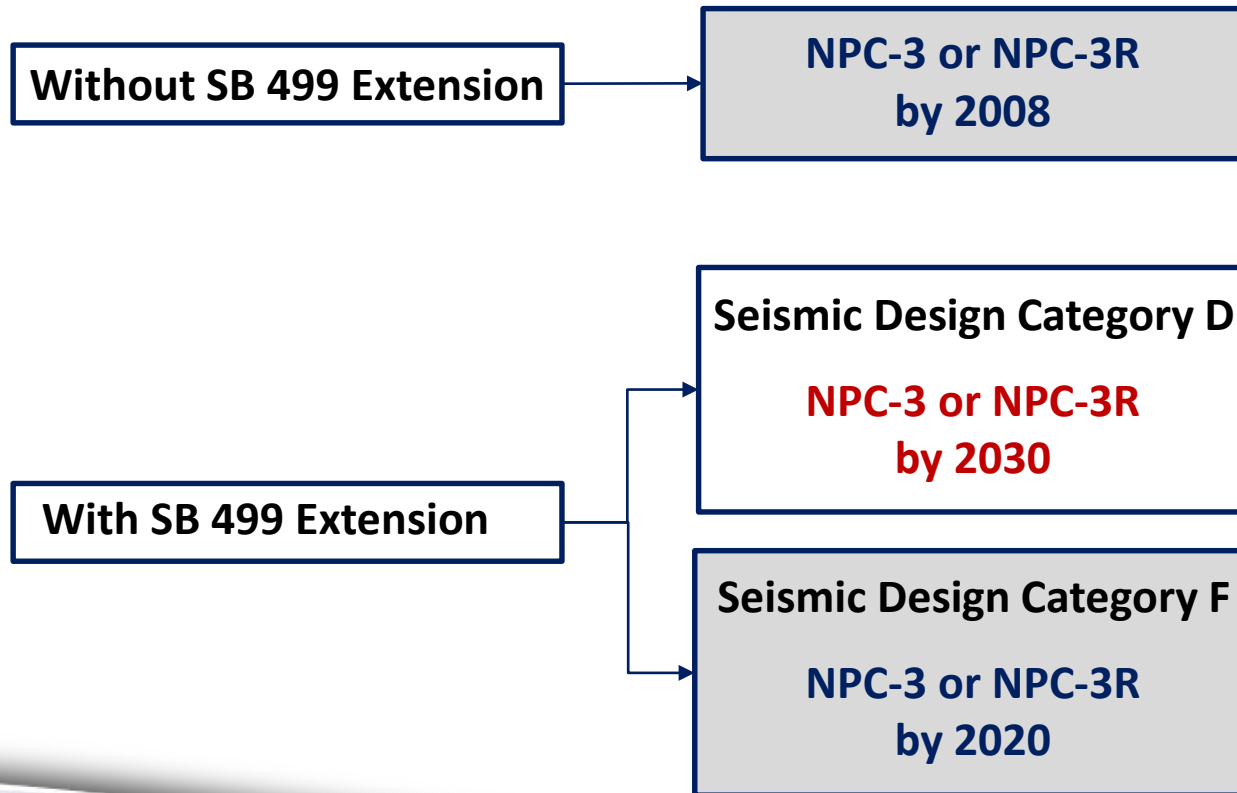 Without SB 499 Extension
NPC-3 or NPC-3R
by 2008
With SB 499 Extension
Seismic Design Category D
NPC-3 or NPC-3R
by 2030
Seismic Design Category F
NPC-3 or NPC-3R
by 2020